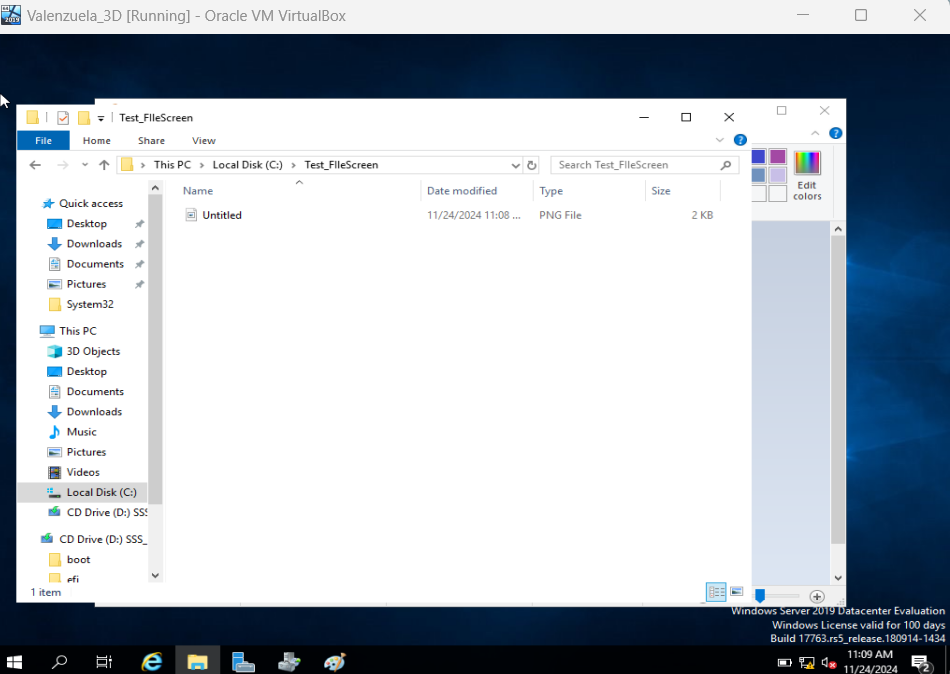 Valenzuela_3D [Running] - Oracle VM VirtualBox
Test_FIleScreen
File Home Share View
This PC Local Disk (C:) Test_FIleScreen Search Test_FIleScreen
Edit colors
Name Date modified Type Size
Untitled 11/24/2024 11:08 ... PNG File 2 KB
Quick access
Desktop
Downloads
Documents
Pictures
System32
This PC
3D Objects
Desktop
Documents
Downloads
Music
Pictures
Videos
Local Disk (C:)
CD Drive (D:) SSS
CD Drive (D:) SSS_
boot
efi
1 item
Windows Server 2019 Datacenter Evaluation
Windows License valid for 100 days
Build 17763.rs5_release.180914-1434
11:09 AM
11/24/2024
2